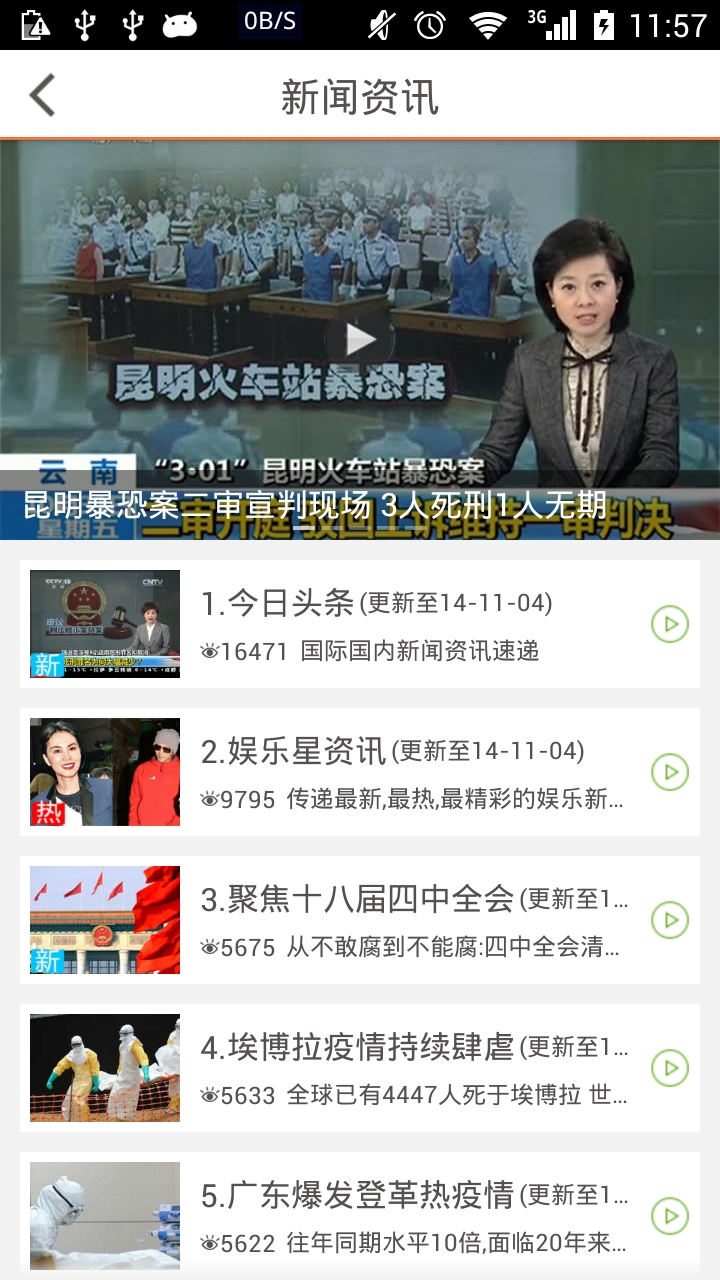 0B/S
3G
11:57
新闻资讯
昆明火车站暴恐案
云 南
“3·01”昆明火车站暴恐案
昆明暴恐案二审宣判现场 3人死刑1人无期
星期五
二审开庭 驳回上诉维持一审判决
CCTV-13
CNTV
新
1.今日头条(更新至14-11-04)
16471 国际国内新闻资讯速递
热
2.娱乐星资讯(更新至14-11-04)
9795 传递最新,最热,最精彩的娱乐新...
新
3.聚焦十八届四中全会(更新至1...
5675 从不敢腐到不能腐:四中全会清...
4.埃博拉疫情持续肆虐(更新至1...
5633 全球已有4447人死于埃博拉 世...
5.广东爆发登革热疫情(更新至1...
5622 往年同期水平10倍,面临20年来...